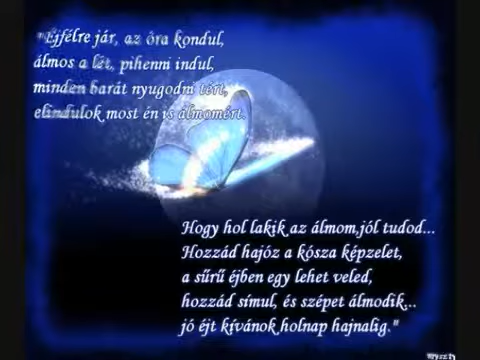 "Éjfélre jár, az óra kondul,
álmos a lét, pihenni indul,
minden barát nyugodni tért,
elindulok most én is álmomért.
Hogy hol lakik az álmom,jól tudod...
Hozzád hajóz a kósza képzelet,
a sűrű éjben egy lehet veled,
hozzád símul, és szépet álmodik...
jó éjt kívánok holnap hajnalig."